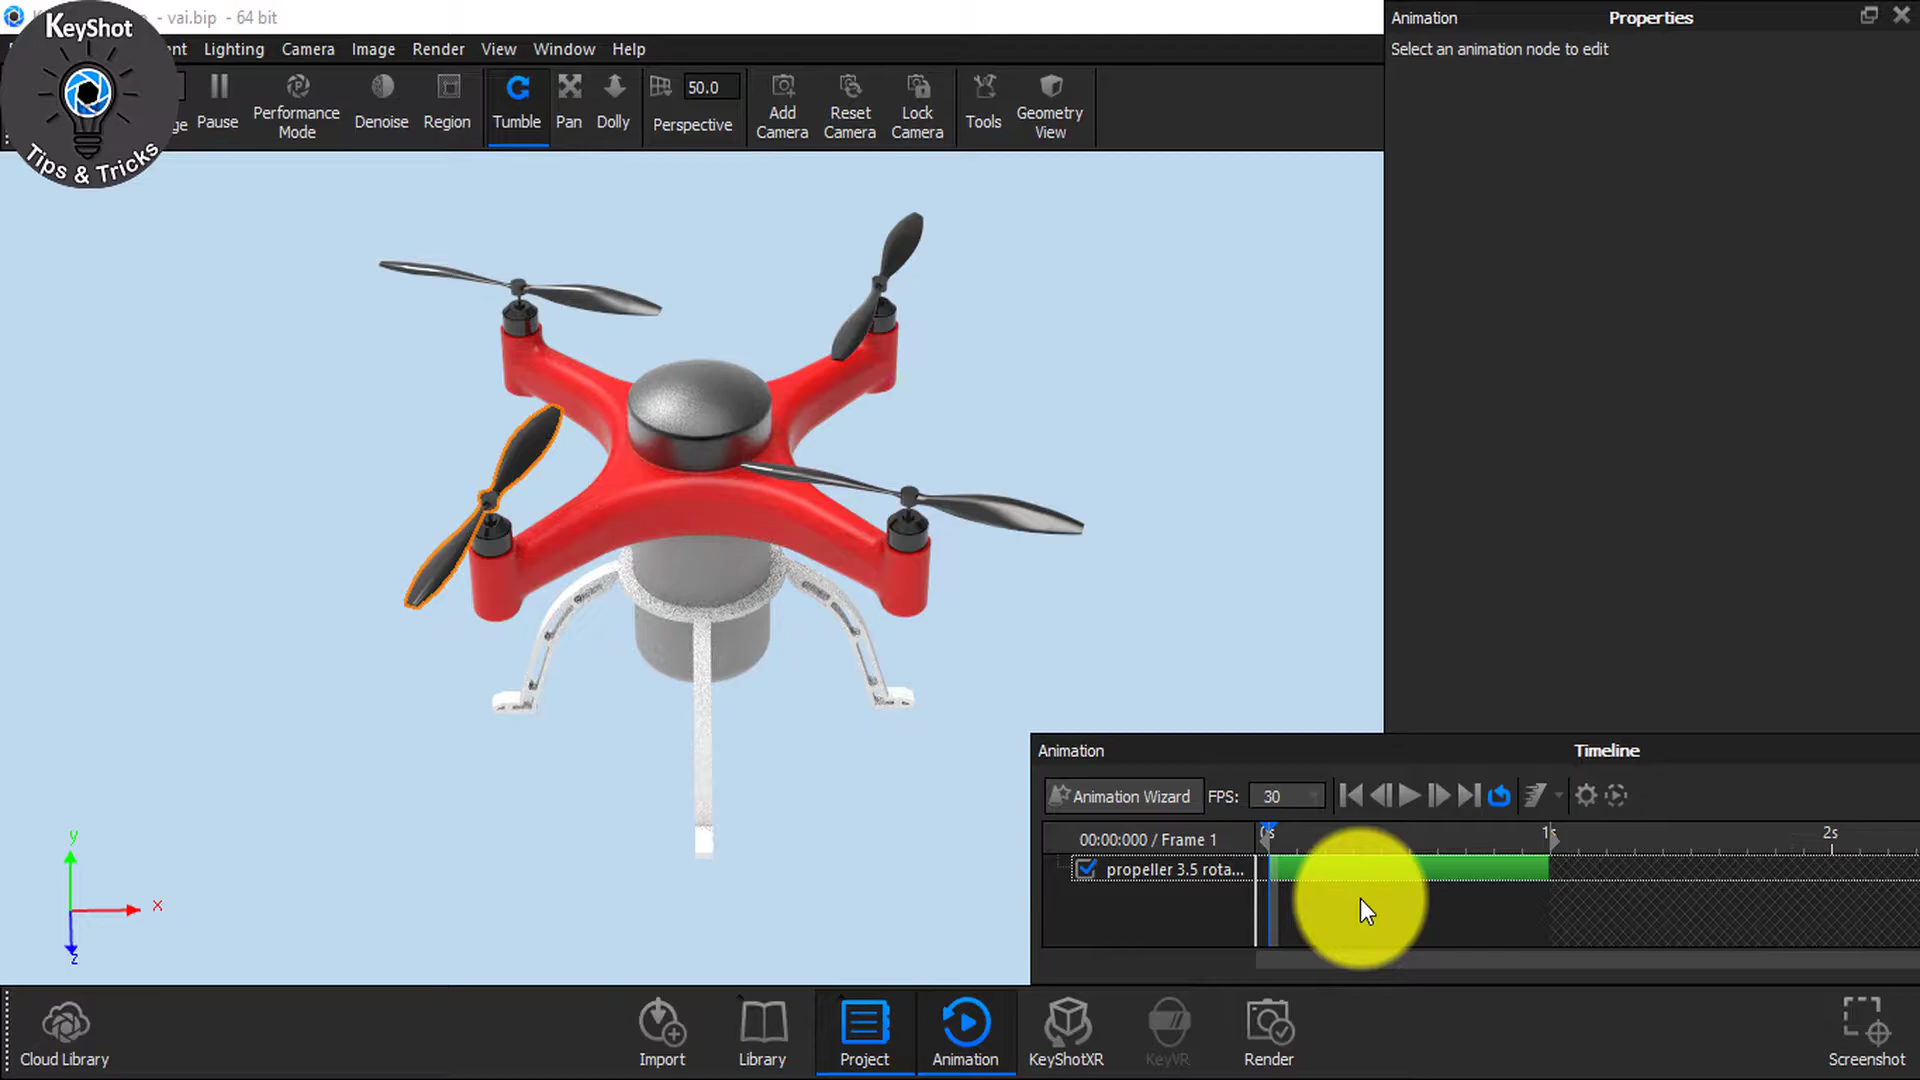 - vai.bip - 64 bit
KeyShot
Tips & Tricks
nt Lighting Camera Image Render View Window Help
ge
Pause
Performance
Mode
Denoise
Region
Tumble
Pan
Dolly
50.0
Perspective
Add
Camera
Reset
Camera
Lock
Camera
Tools
Geometry
View
Animation
Properties
Select an animation node to edit
y
x
z
Animation
Timeline
Animation Wizard
FPS: 30
00:00:000 / Frame 1
0s 1s 2s
propeller 3.5 rota...
Cloud Library
Import
Library
Project
Animation
KeyShotXR
KeyVR
Render
Screenshot